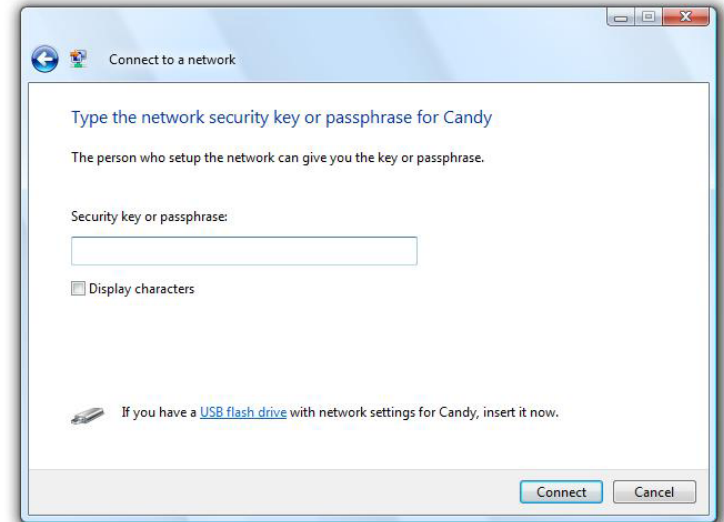 Connect to a network
Type the network security key or passphrase for Candy
The person who setup the network can give you the key or passphrase.
Security key or passphrase:
Display characters
If you have a USB flash drive with network settings for Candy, insert it now.
Connect Cancel